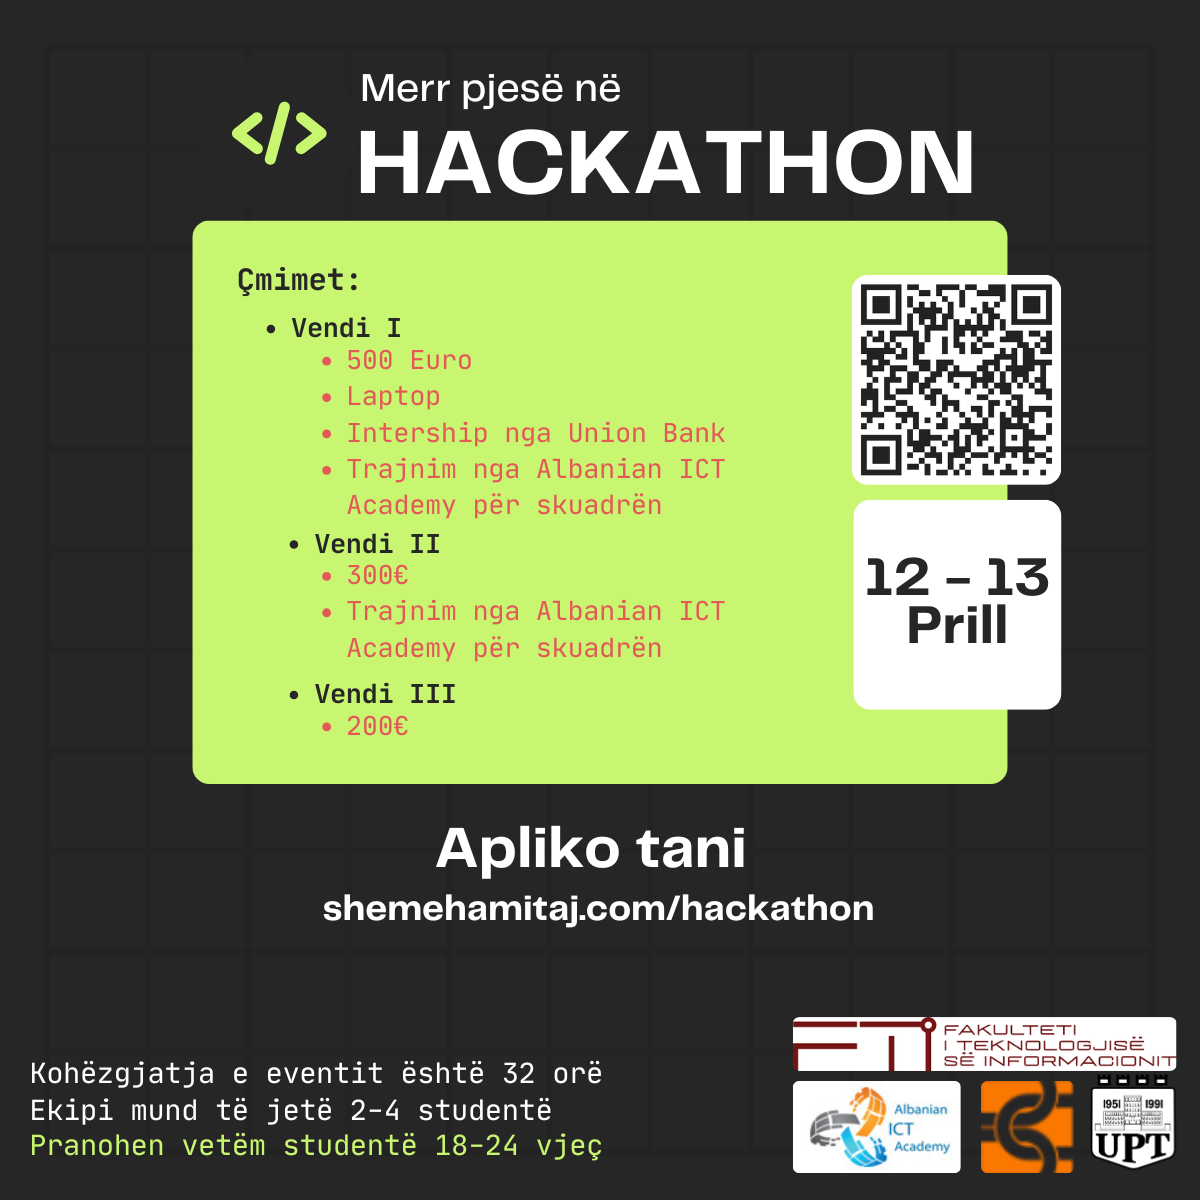 Merr pjesë në
</> HACKATHON
Çmimet:
• Vendi I
• 500 Euro
• Laptop
• Intership nga Union Bank
• Trajnim nga Albanian ICT
Academy për skuadrën
• Vendi II
• 300€
• Trajnim nga Albanian ICT
Academy për skuadrën
• Vendi III
• 200€
12 – 13
Prill
Apliko tani
shemehamitaj.com/hackathon
Kohëzgjatja e eventit është 32 orë
Ekipi mund të jetë 2-4 studentë
Pranohen vetëm studentë 18-24 vjeç
FTI
FAKULTETI
I TEKNOLOGJISË
SË INFORMACIONIT
Albanian
ICT
Academy
1951 1991
UPT